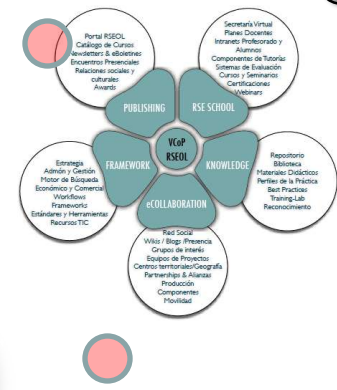 Portal RSEOL
Catálogo de Cursos
Newsletters & eBoletines
Encuentros Presenciales
Relaciones sociales y
culturales
Awards
Secretaría Virtual
Planes Docentes
Intranets Profesorado y
Alumnos
Componentes de Tutorías
Sistemas de Evaluación
Cursos y Seminarios
Certificaciones
Webinars
PUBLISHING
RSE SCHOOL
VCoP
RSEOL
FRAMEWORK
KNOWLEDGE
eCOLLABORATION
Estrategia
Admón y Gestión
Motor de Búsqueda
Económico y Comercial
Workflows
Frameworks
Estándares y Herramientas
Recursos TIC
Repositorio
Biblioteca
Materiales Didácticos
Perfiles de la Práctica
Best Practices
Training-Lab
Reconocimiento
Red Social
Wikis / Blogs /Presencia
Grupos de interés
Equipos de Proyectos
Centros territoriales/Geografía
Partnerships & Alianzas
Producción
Componentes
Movilidad